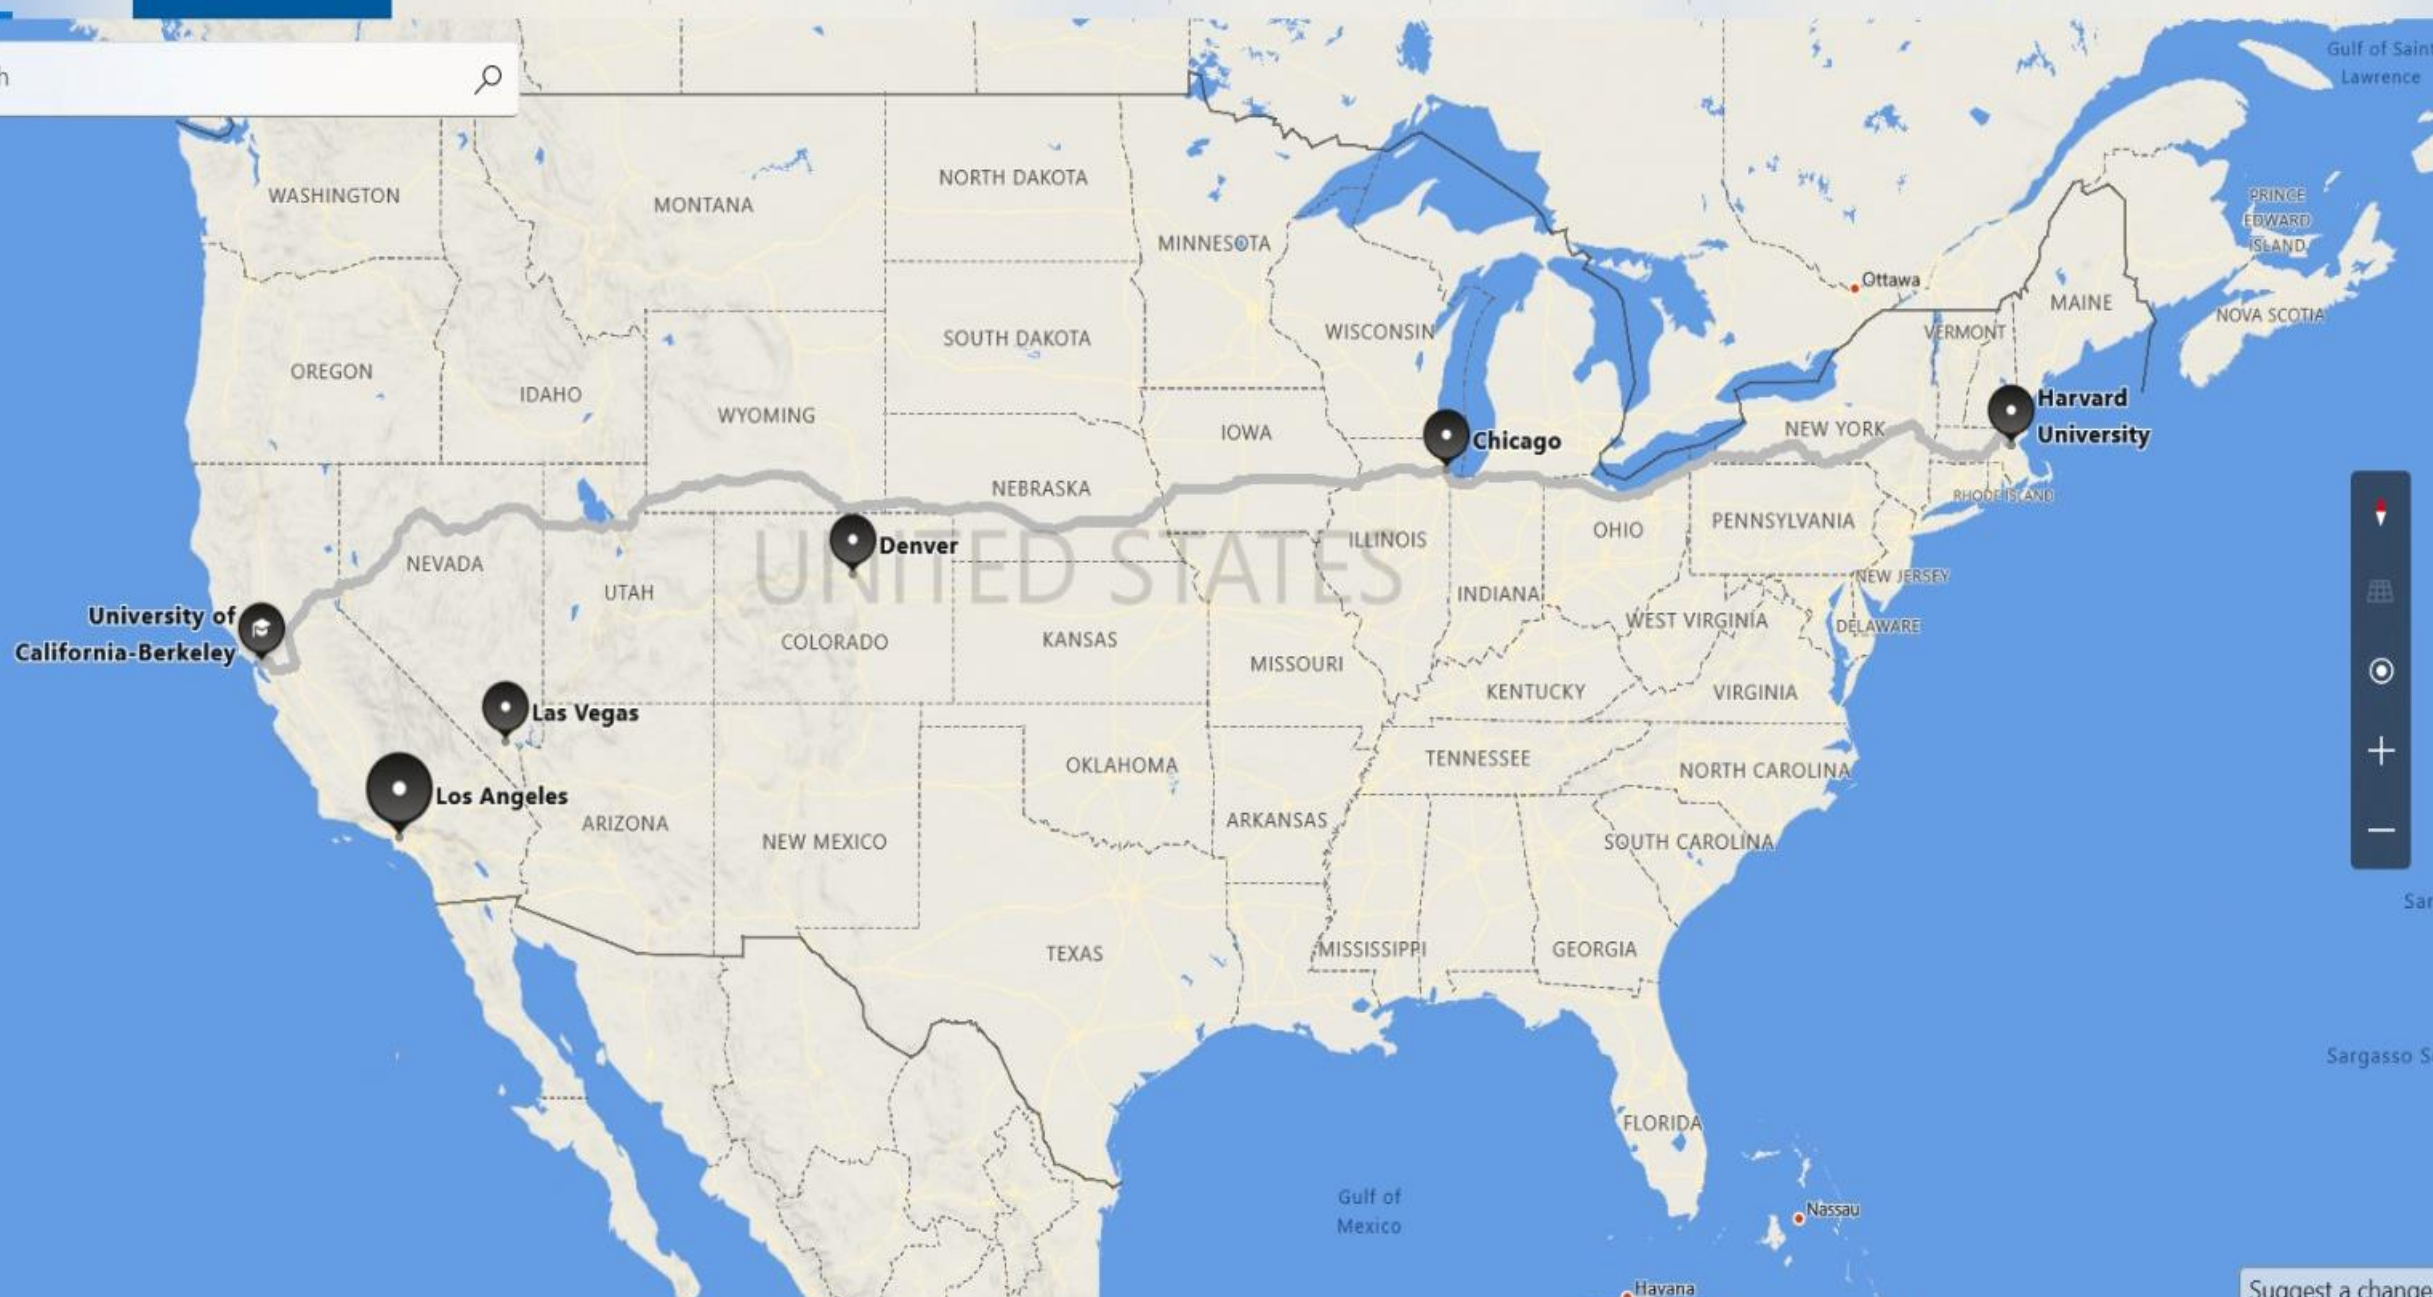 h
Gulf of Saint
Lawrence
WASHINGTON
MONTANA
NORTH DAKOTA
MINNESOTA
PRINCE
EDWARD
ISLAND
Ottawa
MAINE
NOVA SCOTIA
VERMONT
WISCONSIN
SOUTH DAKOTA
OREGON
IDAHO
WYOMING
IOWA
Chicago
NEW YORK
Harvard
University
NEBRASKA
RHODE ISLAND
PENNSYLVANIA
OHIO
ILLINOIS
Denver
UNITED STATES
NEVADA
UTAH
INDIANA
NEW JERSEY
University of
California-Berkeley
COLORADO
KANSAS
WEST VIRGINIA
DELAWARE
MISSOURI
KENTUCKY
VIRGINIA
Las Vegas
Los Angeles
OKLAHOMA
TENNESSEE
NORTH CAROLINA
ARIZONA
NEW MEXICO
ARKANSAS
SOUTH CAROLINA
Sar
TEXAS
MISSISSIPPI
GEORGIA
Sargasso S
FLORIDA
Gulf of
Mexico
Nassau
Havana
Suggest a change